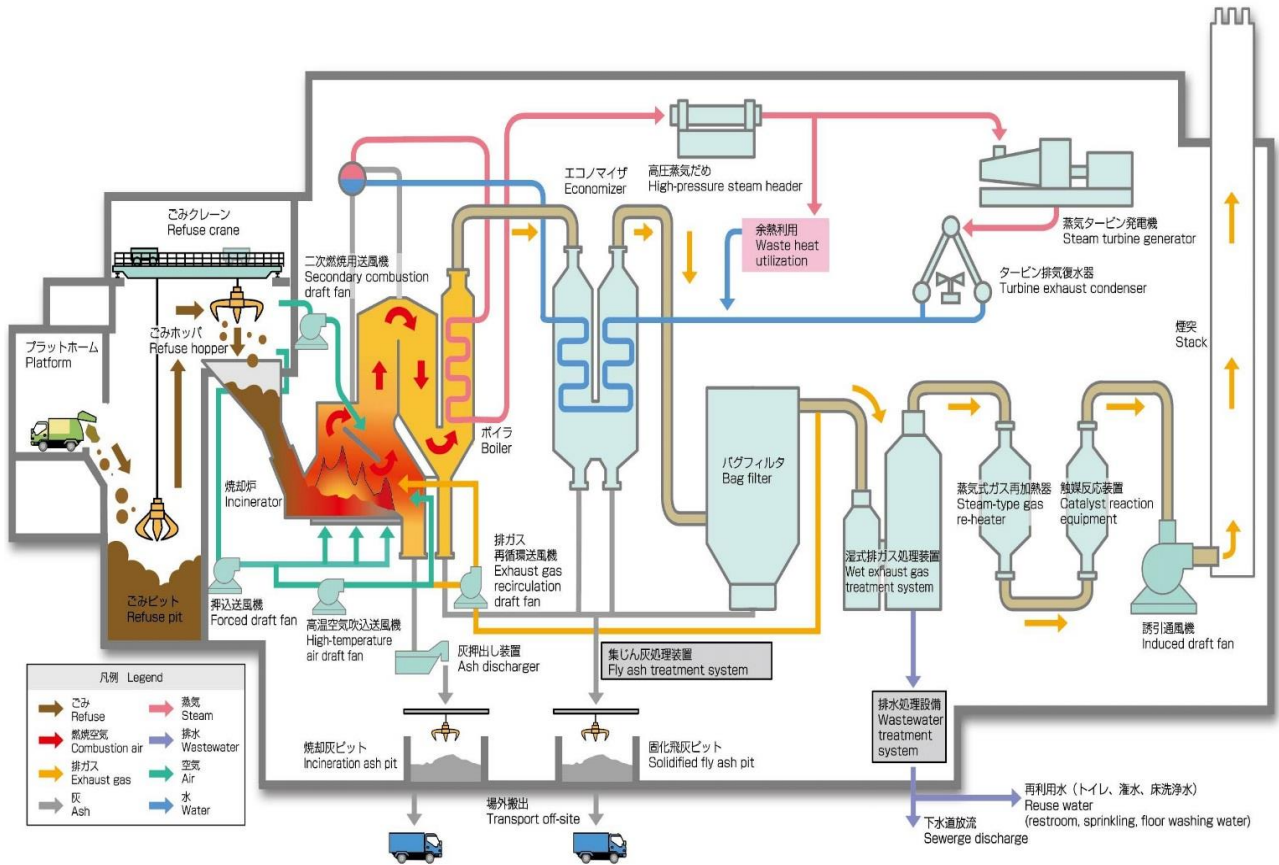 ごみクレーン
Refuse crane
二次燃焼用送風機
Secondary combustion
draft fan
エコノマイザ
Economizer
高圧蒸気だめ
High-pressure steam header
余熱利用
Waste heat
utilization
蒸気タービン発電機
Steam turbine generator
タービン排気復水器
Turbine exhaust condenser
煙突
Stack
プラットホーム
Platform
ごみホッパ
Refuse hopper
ボイラ
Boiler
焼却炉
Incinerator
バグフィルタ
Bag filter
蒸気式ガス再加熱器
Steam-type gas
re-heater
触媒反応装置
Catalyst reaction
equipment
湿式排ガス処理装置
Wet exhaust gas
treatment system
ごみピット
Refuse pit
押込送風機
Forced draft fan
高温空気吹込送風機
High-temperature
air draft fan
排ガス
再循環送風機
Exhaust gas
recirculation
draft fan
誘引通風機
Induced draft fan
灰押出し装置
Ash discharger
集じん灰処理装置
Fly ash treatment system
排水処理設備
Wastewater
treatment
system
焼却灰ピット
Incineration ash pit
固化飛灰ピット
Solidified fly ash pit
場外搬出
Transport off-site
再利用水（トイレ、潅水、床洗浄水）
Reuse water
(restroom, sprinkling, floor washing water)
下水道放流
Sewerge discharge
凡例 Legend
ごみ
Refuse
蒸気
Steam
燃焼空気
Combustion air
排水
Wastewater
排ガス
Exhaust gas
空気
Air
灰
Ash
水
Water